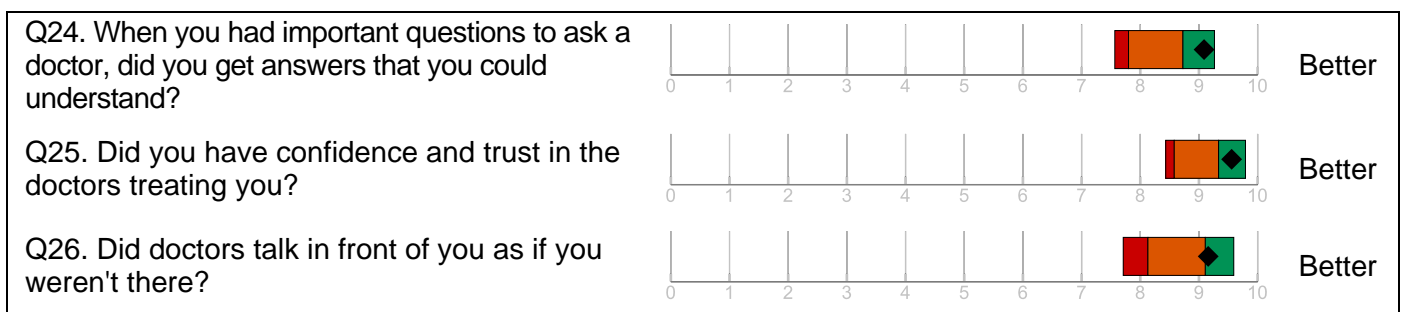 Q24. When you had important questions to ask a
doctor, did you get answers that you could
understand?
0 1 2 3 4 5 6 7 8 9 10
Better
Q25. Did you have confidence and trust in the
doctors treating you?
0 1 2 3 4 5 6 7 8 9 10
Better
Q26. Did doctors talk in front of you as if you
weren't there?
0 1 2 3 4 5 6 7 8 9 10
Better